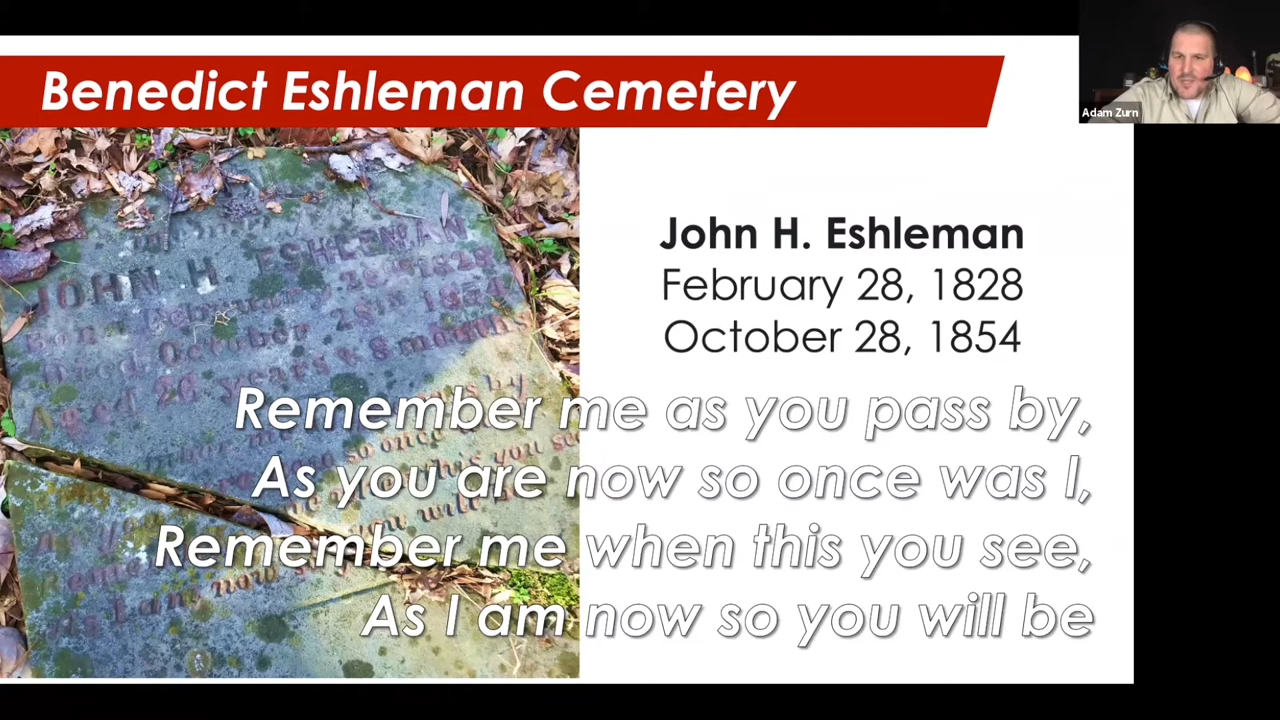 Benedict Eshleman Cemetery
Adam Zurn
John H. Eshleman
February 28, 1828
October 28, 1854
Remember me as you pass by,
As you are now so once was I,
Remember me when this you see,
As I am now so you will be
JOHN H. ESHLEMAN
Born February 28th 1828
Died October 28th 1854
Aged 26 years & 8 months